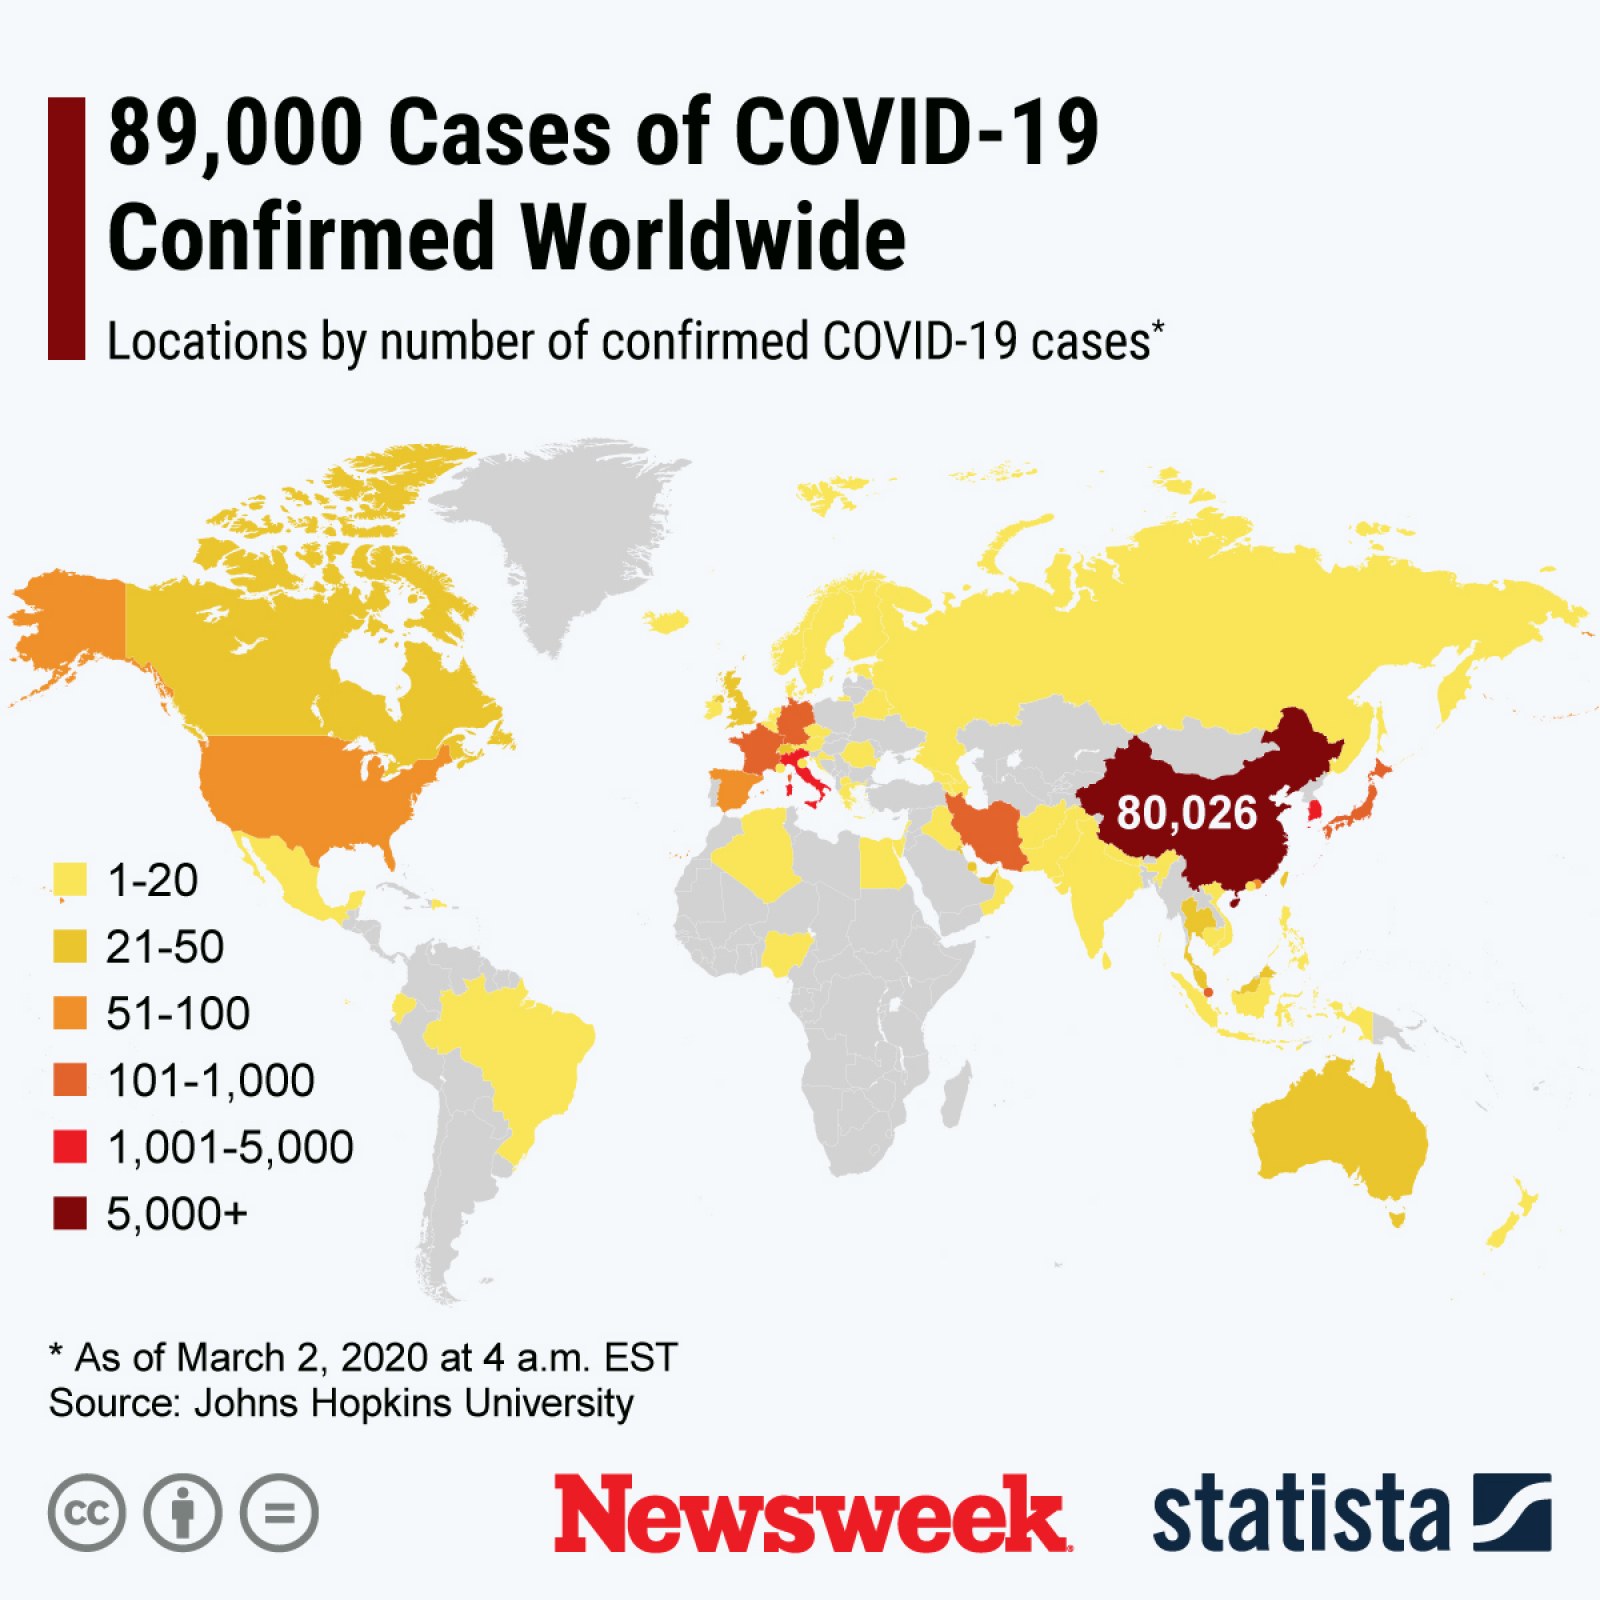 89,000 Cases of COVID-19
Confirmed Worldwide
Locations by number of confirmed COVID-19 cases*
80,026
1-20
21-50
51-100
101-1,000
1,001-5,000
5,000+
* As of March 2, 2020 at 4 a.m. EST
Source: Johns Hopkins University
cc
Newsweek
statista